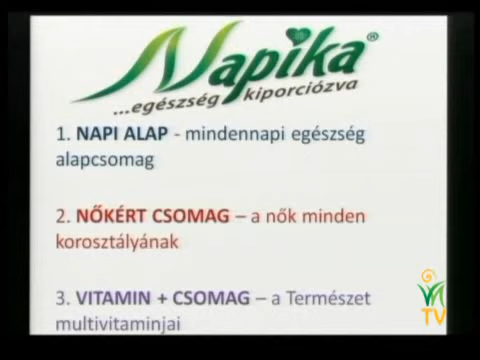 Napika®
...egészség kiporciózva
1. NAPI ALAP - mindennapi egészség
alapcsomag
2. NŐKÉRT CSOMAG – a nők minden
korosztályának
3. VITAMIN + CSOMAG – a Természet
multivitaminjai
TV